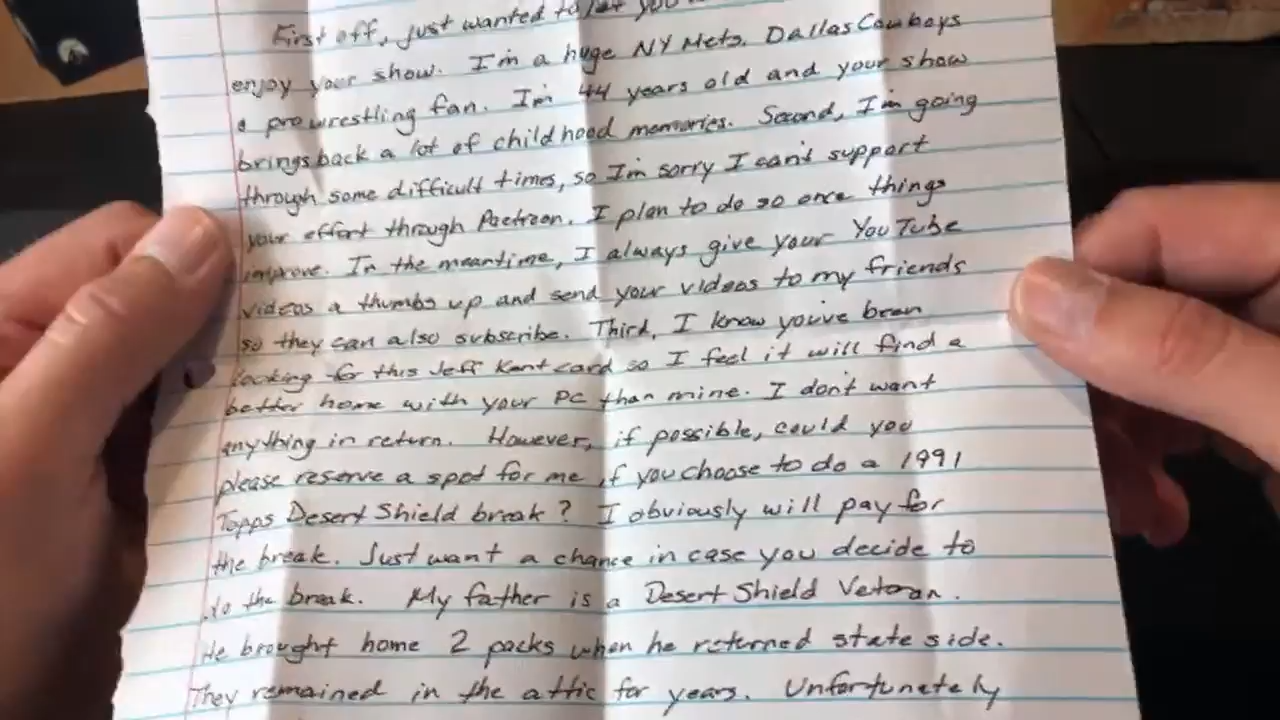 First off, just wanted to let you
enjoy your show. I'm a huge NY Mets, Dallas Cowboys
& pro wrestling fan. I'm 44 years old and your show
brings back a lot of childhood memories. Second, I'm going
through some difficult times, so I'm sorry I can't support
your effort through Paetreon. I plan to do so once things
improve. In the meantime, I always give your YouTube
videos a thumbs up and send your videos to my friends
so they can also subscribe. Third, I know you've been
looking for this Jeff Kent card so I feel it will find a
better home with your PC than mine. I don't want
anything in return. However, if possible, could you
please reserve a spot for me if you choose to do a 1991
Topps Desert Shield break? I obviously will pay for
the break. Just want a chance in case you decide to
do the break. My father is a Desert Shield Veteran.
He brought home 2 packs when he returned state side.
They remained in the attic for years. Unfortunately